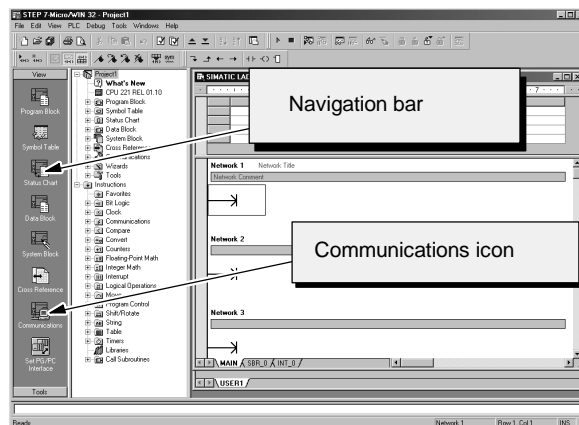 STEP 7-Micro/WIN 32 - Project1
File Edit View PLC Debug Tools Windows Help
View
Program Block
Symbol Table
Status Chart
Data Block
System Block
Cross Reference
Communications
Set PG/PC
Interface
Tools
Project1
What's New
CPU 221 REL 01.10
Program Block
Symbol Table
Status Chart
Data Block
System Block
Cross Reference
Wizards
Tools
Instructions
Favorites
Bit Logic
Clock
Communications
Compare
Convert
Counters
Floating-Point Math
Integer Math
Interrupt
Logical Operations
Move
Program Control
Shift/Rotate
String
Table
Timers
Libraries
Call Subroutines
SIMATIC LAD
Navigation bar
Network 1 Network Title
Network Comment
Network 2
Communications icon
Network 3
MAIN SBR_0 INT_0
USER1
Ready
Network 1
Row 1, Col 1
INS